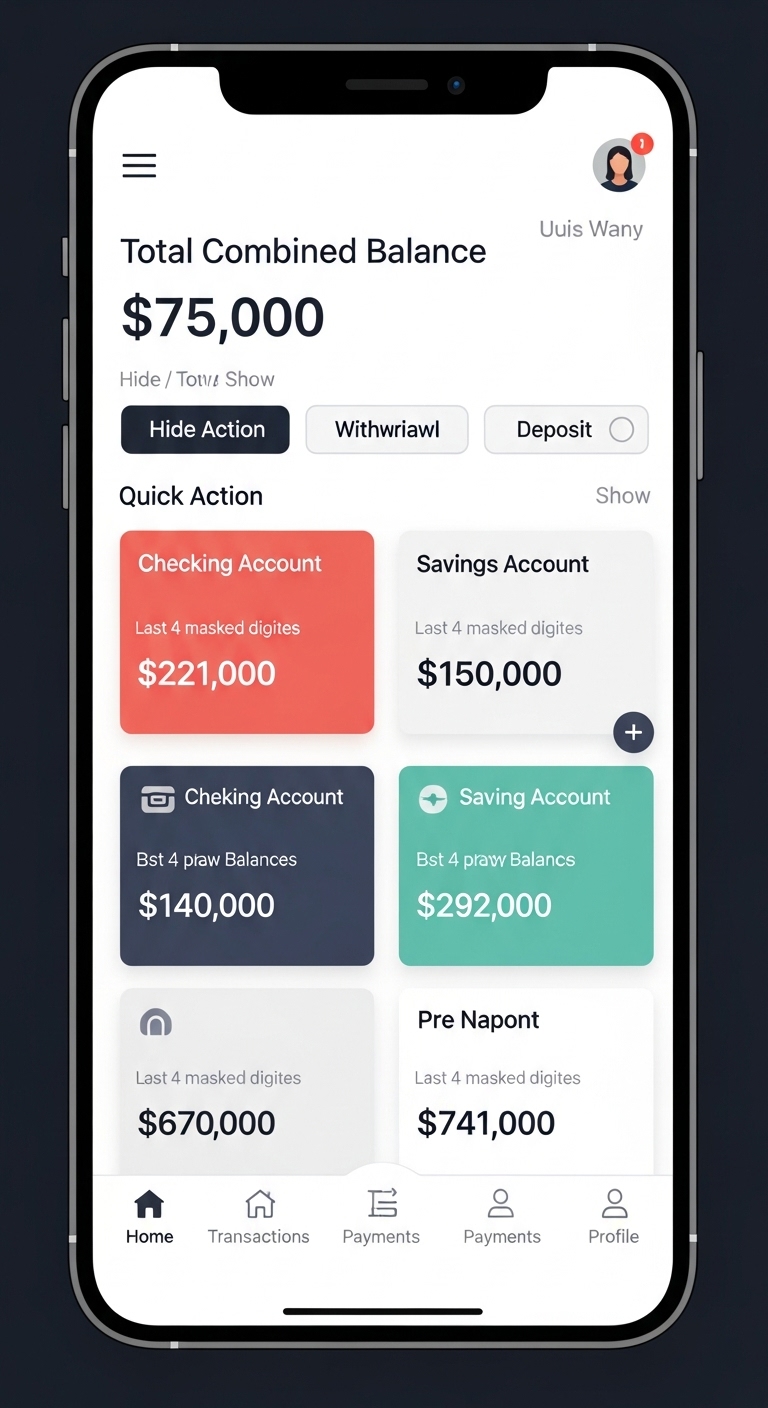 Uuis Wany
Total Combined Balance
$75,000
Hide / Show
Hide Action
Withwriawl
Deposit
Quick Action
Show
Checking Account
Last 4 masked digites
$221,000
Savings Account
Last 4 masked digites
$150,000
+
Cheking Account
Bst 4 praw Balances
$140,000
Saving Account
Bst 4 praw Balancs
$292,000
Last 4 masked digites
$670,000
Pre Napont
Last 4 masked digites
$741,000
Home
Transactions
Payments
Payments
Profile